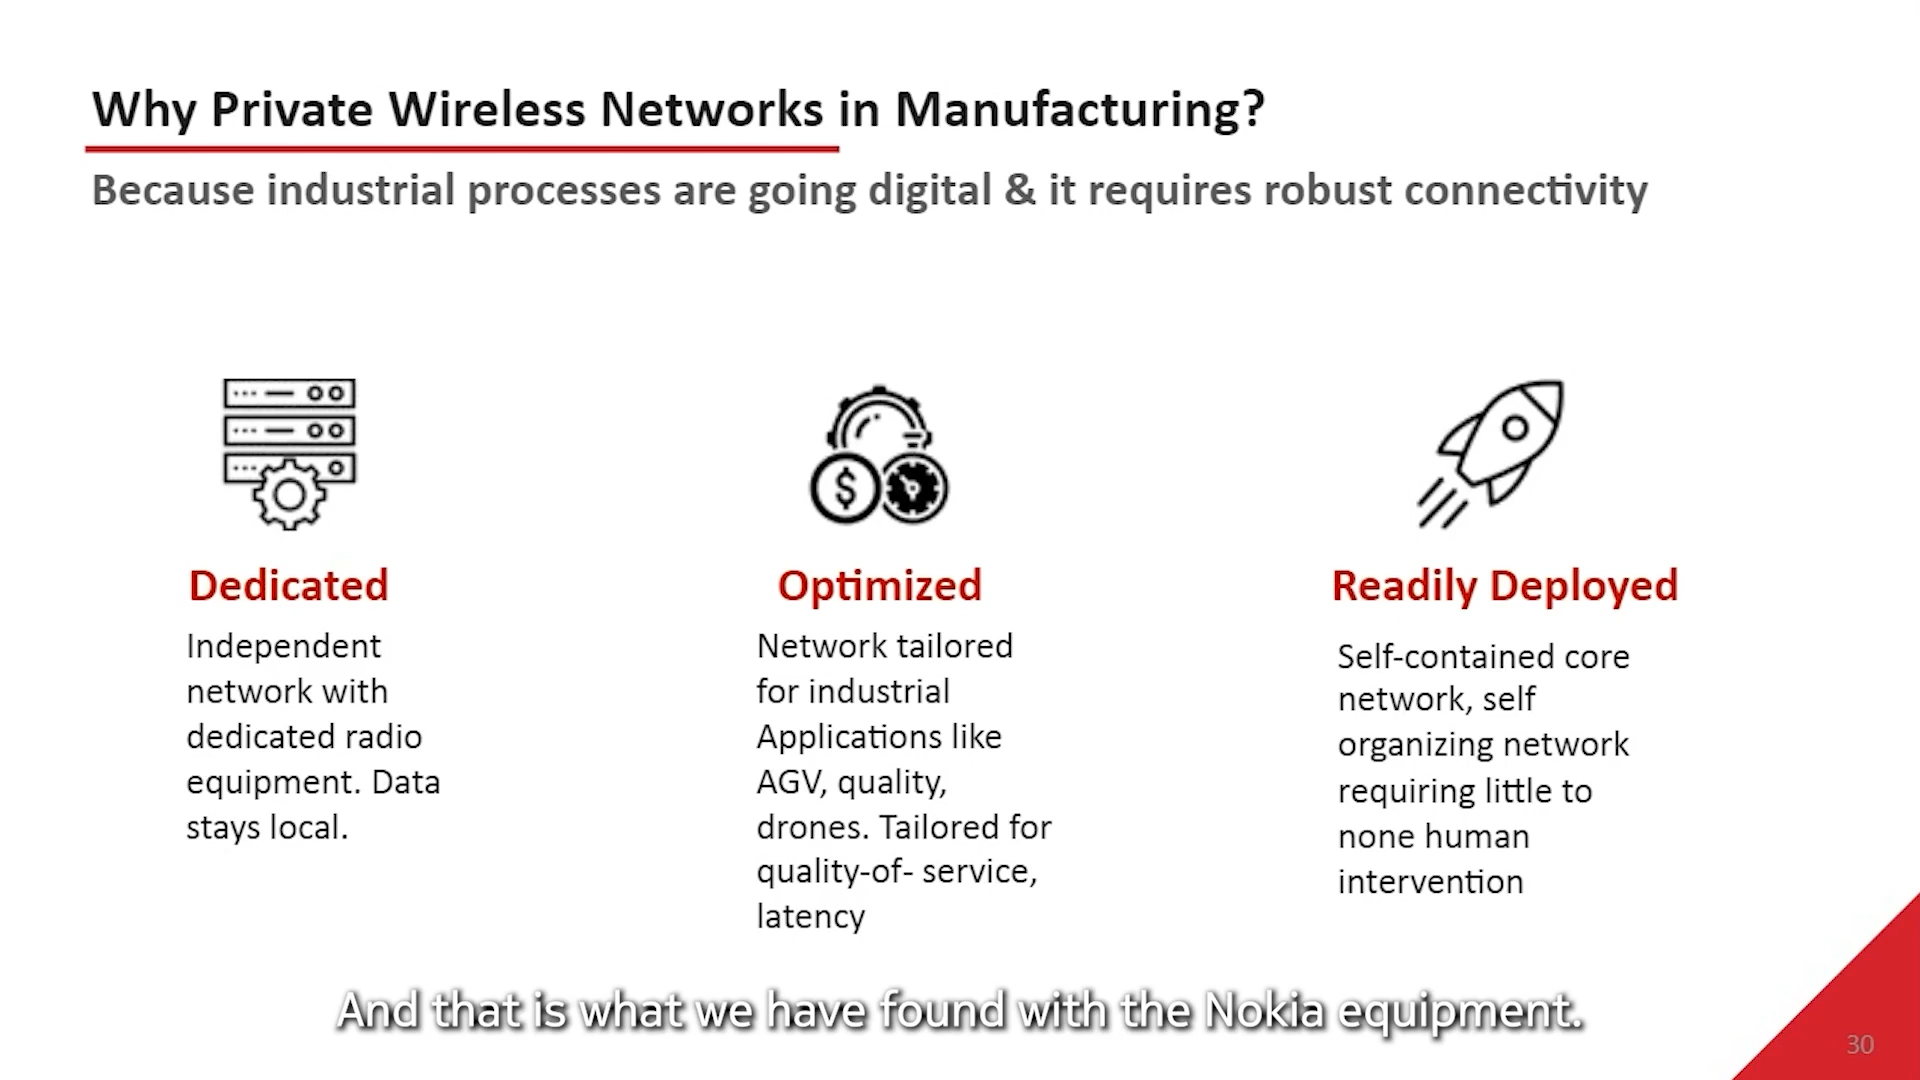 Why Private Wireless Networks in Manufacturing?
Because industrial processes are going digital & it requires robust connectivity
Dedicated
Independent
network with
dedicated radio
equipment. Data
stays local.
Optimized
Network tailored
for industrial
Applications like
AGV, quality,
drones. Tailored for
quality-of- service,
latency
Readily Deployed
Self-contained core
network, self
organizing network
requiring little to
none human
intervention
And that is what we have found with the Nokia equipment.
30